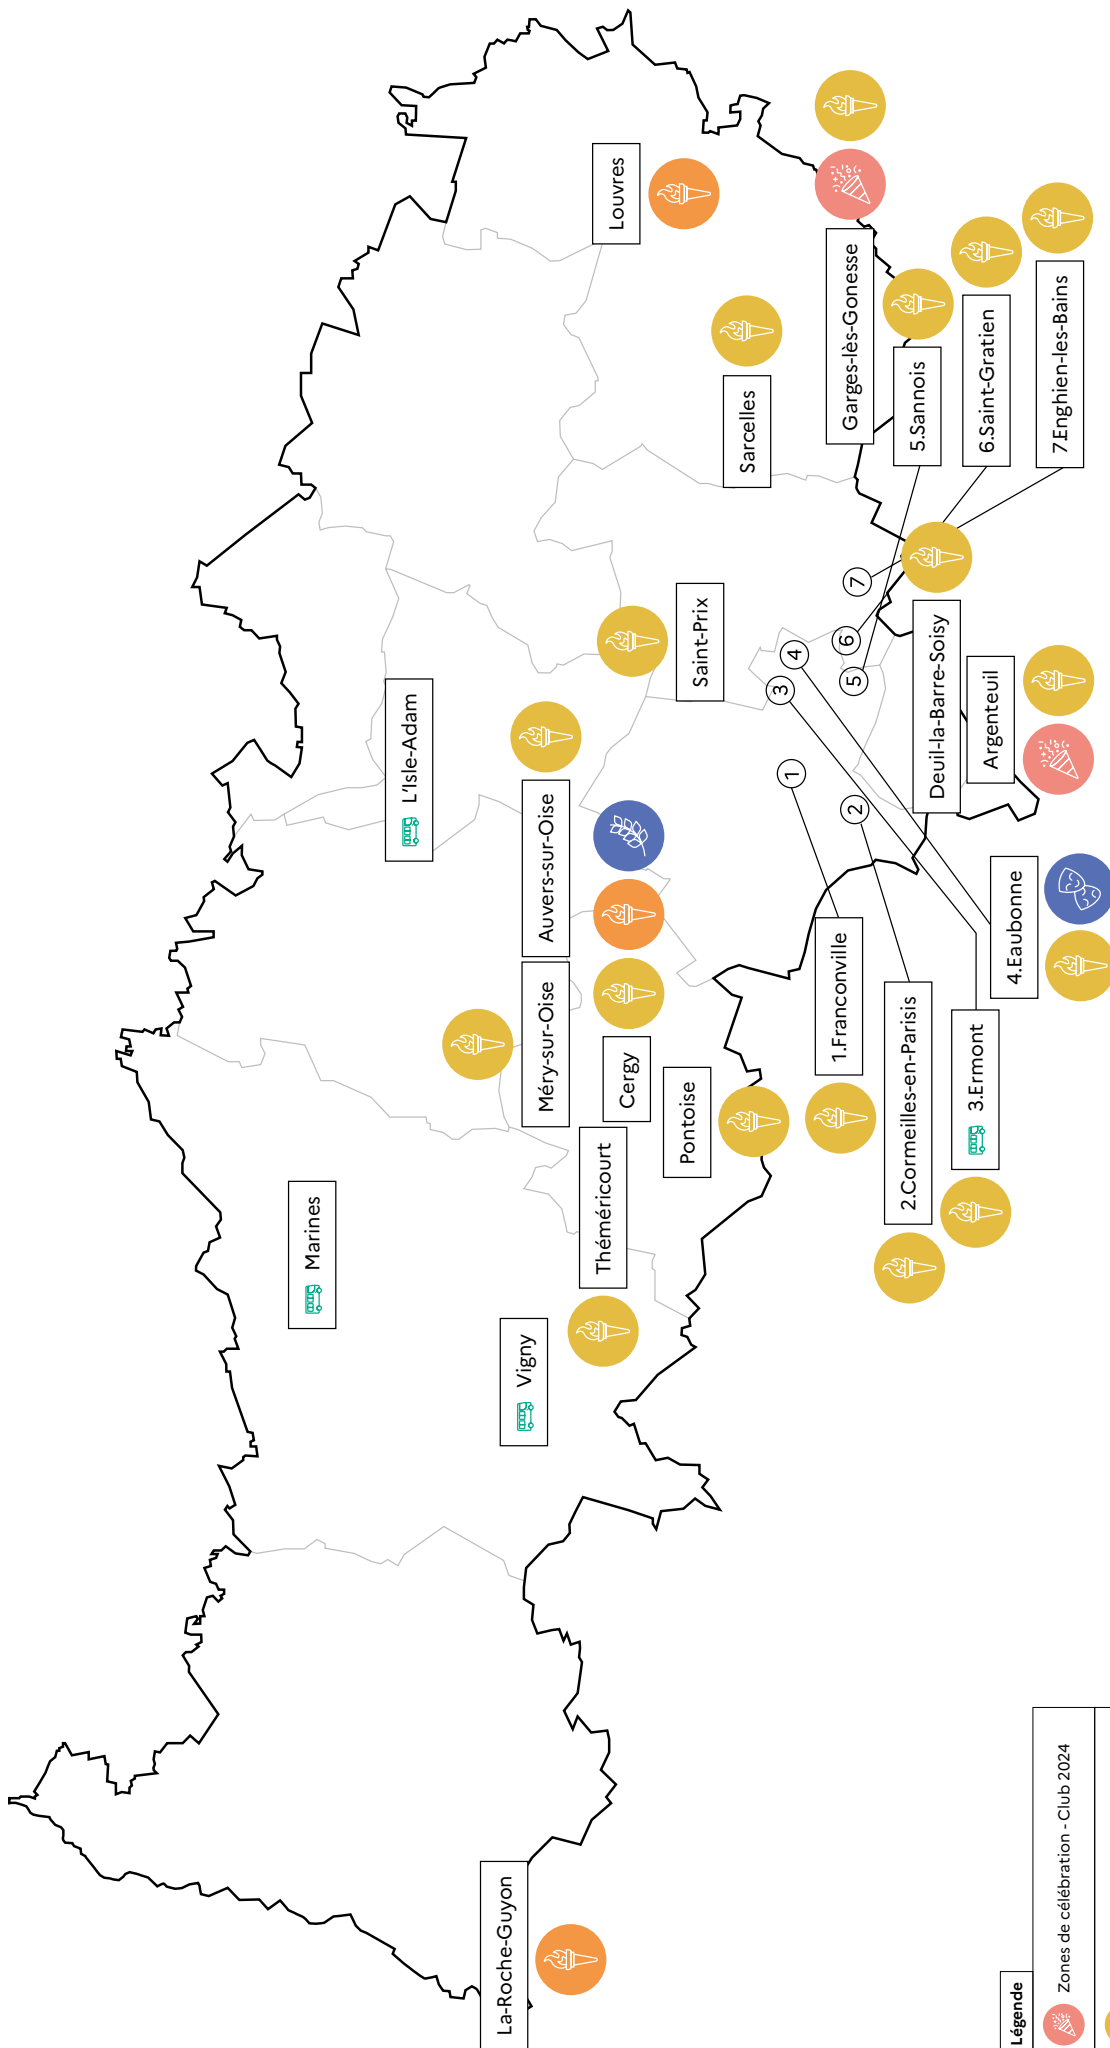 Louvres
Garges-lès-Gonesse
Sarcelles
5.Sannois
6.Saint-Gratien
7.Enghien-les-Bains
L'Isle-Adam
Saint-Prix
Deuil-la-Barre-Soisy
Argenteuil
Auvers-sur-Oise
Méry-sur-Oise
Cergy
Pontoise
1.Franconville
2.Cormeilles-en-Parisis
3.Ermont
4.Eaubonne
Marines
Théméricourt
Vigny
La-Roche-Guyon
1
2
3
4
5
6
7
Légende
Zones de célébration - Club 2024